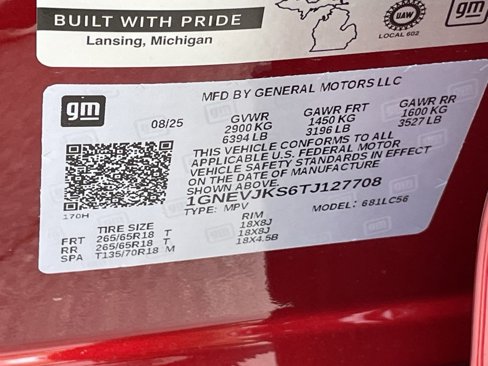 BUILT WITH PRIDE
Lansing, Michigan
UAW
LOCAL 602
gm
gm
MFD BY GENERAL MOTORS LLC
08/25
GVWR GAWR FRT GAWR RR
2900 KG 1450 KG 1600 KG
6394 LB 3196 LB 3527 LB
THIS VEHICLE CONFORMS TO ALL
APPLICABLE U.S. FEDERAL MOTOR
VEHICLE SAFETY STANDARDS IN EFFECT
ON THE DATE OF MANUFACTURE
1GNEVJKS6TJ127708
TYPE: MPV MODEL: 681LC56
170H
TIRE SIZE RIM
FRT 265/65R18 T 18X8J
RR 265/65R18 T 18X8J
SPA T135/70R18 M 18X4.5B